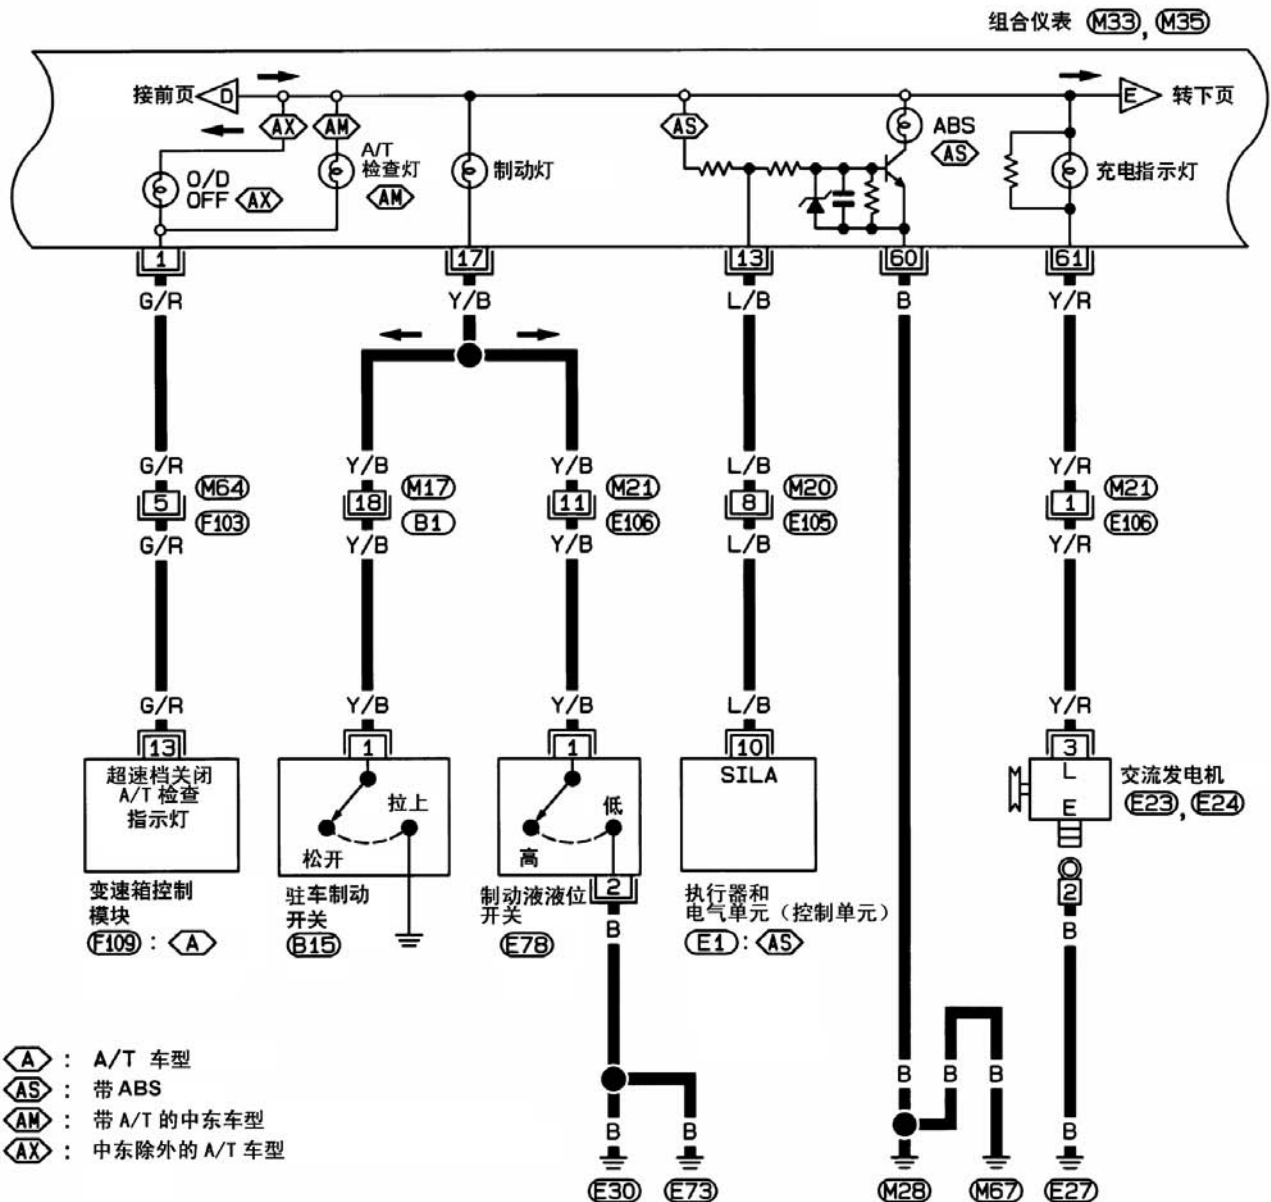 组合仪表 M33, M35
接前页 D
E 转下页
AX AM AS
A/T
检查灯
AM
O/D
OFF AX
制动灯
ABS
AS
充电指示灯
1 17 13 60 61
G/R Y/B L/B B Y/R
G/R Y/B Y/B L/B Y/R
5 M64 18 M17 11 M21 8 M20 1 M21
F103 B1 E106 E105 E106
G/R Y/B Y/B L/B Y/R
G/R Y/B Y/B L/B Y/R
13 1 1 10 3
超速档关闭
A/T 检查
指示灯
拉上
松开
低
高
2
SILA
L
E
交流发电机
E23, E24
2
变速箱控制
模块
F109 : A
驻车制动
开关
B15
制动液液位
开关
E78
执行器和
电气单元（控制单元）
E1 : AS
B B
B B B
A : A/T 车型
AS : 带ABS
AM : 带 A/T 的中东车型
AX : 中东除外的 A/T 车型
B B B
E30 E73 M28 M67 E27